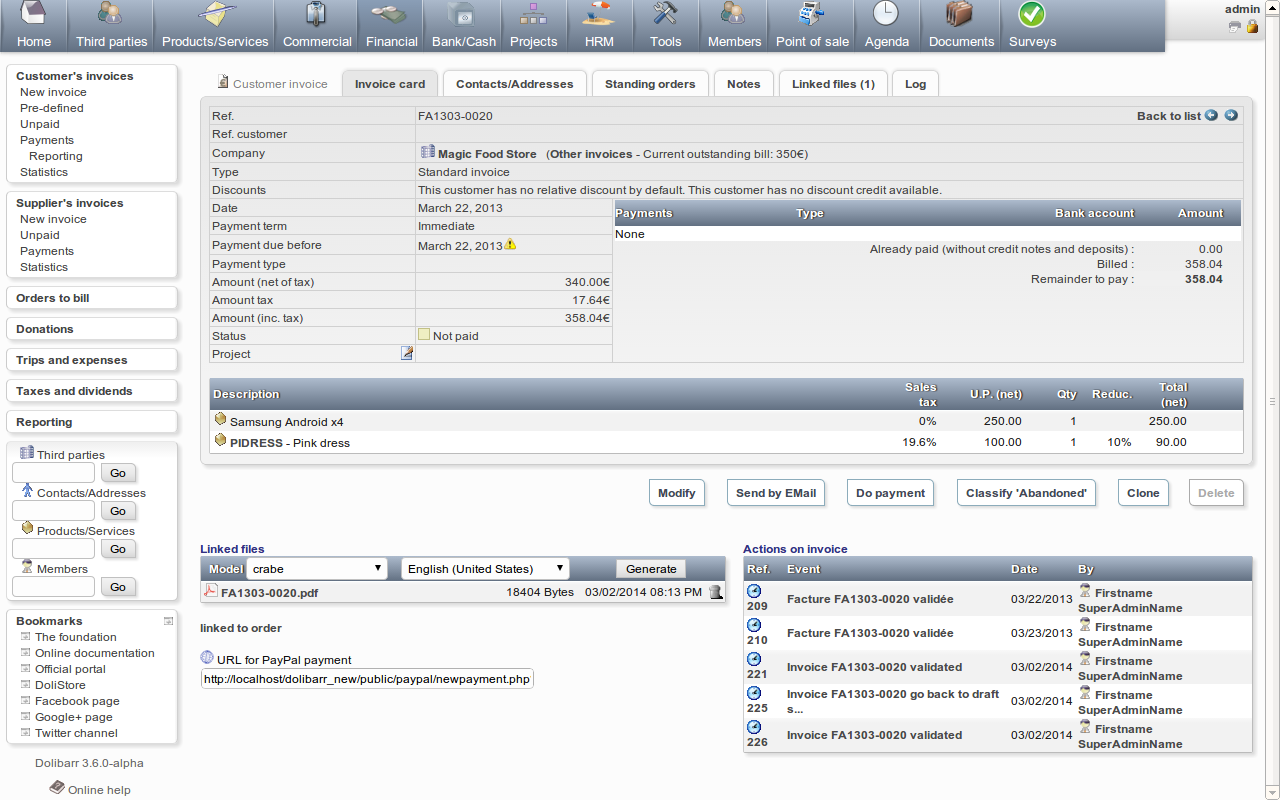 Home Third parties Products/Services Commercial Financial Bank/Cash Projects HRM Tools Members Point of sale Agenda Documents Surveys
admin
Customer's invoices
New invoice
Pre-defined
Unpaid
Payments
Reporting
Statistics
Supplier's invoices
New invoice
Unpaid
Payments
Statistics
Orders to bill
Donations
Trips and expenses
Taxes and dividends
Reporting
Third parties
Go
Contacts/Addresses
Go
Products/Services
Go
Members
Go
Bookmarks
The foundation
Online documentation
Official portal
DoliStore
Facebook page
Google+ page
Twitter channel
Dolibarr 3.6.0-alpha
Online help
Customer invoice Invoice card Contacts/Addresses Standing orders Notes Linked files (1) Log
Ref. FA1303-0020 Back to list
Ref. customer
Company Magic Food Store (Other invoices - Current outstanding bill: 350€)
Type Standard invoice
Discounts This customer has no relative discount by default. This customer has no discount credit available.
Date March 22, 2013
Payment term Immediate
Payment due before March 22, 2013
Payment type
Amount (net of tax) 340.00€
Amount tax 17.64€
Amount (inc. tax) 358.04€
Status Not paid
Project
Payments Type Bank account Amount
None
Already paid (without credit notes and deposits) : 0.00
Billed : 358.04
Remainder to pay : 358.04
Description Sales tax U.P. (net) Qty Reduc. Total (net)
Samsung Android x4 0% 250.00 1 250.00
PIDRESS - Pink dress 19.6% 100.00 1 10% 90.00
Modify Send by EMail Do payment Classify 'Abandoned' Clone Delete
Linked files
Model crabe English (United States) Generate
FA1303-0020.pdf 18404 Bytes 03/02/2014 08:13 PM
linked to order
URL for PayPal payment
http://localhost/dolibarr_new/public/paypal/newpayment.php
Actions on invoice
Ref. Event Date By
209 Facture FA1303-0020 validée 03/22/2013 Firstname SuperAdminName
210 Facture FA1303-0020 validée 03/23/2013 Firstname SuperAdminName
221 Invoice FA1303-0020 validated 03/02/2014 Firstname SuperAdminName
225 Invoice FA1303-0020 go back to draft s... 03/02/2014 Firstname SuperAdminName
226 Invoice FA1303-0020 validated 03/02/2014 Firstname SuperAdminName